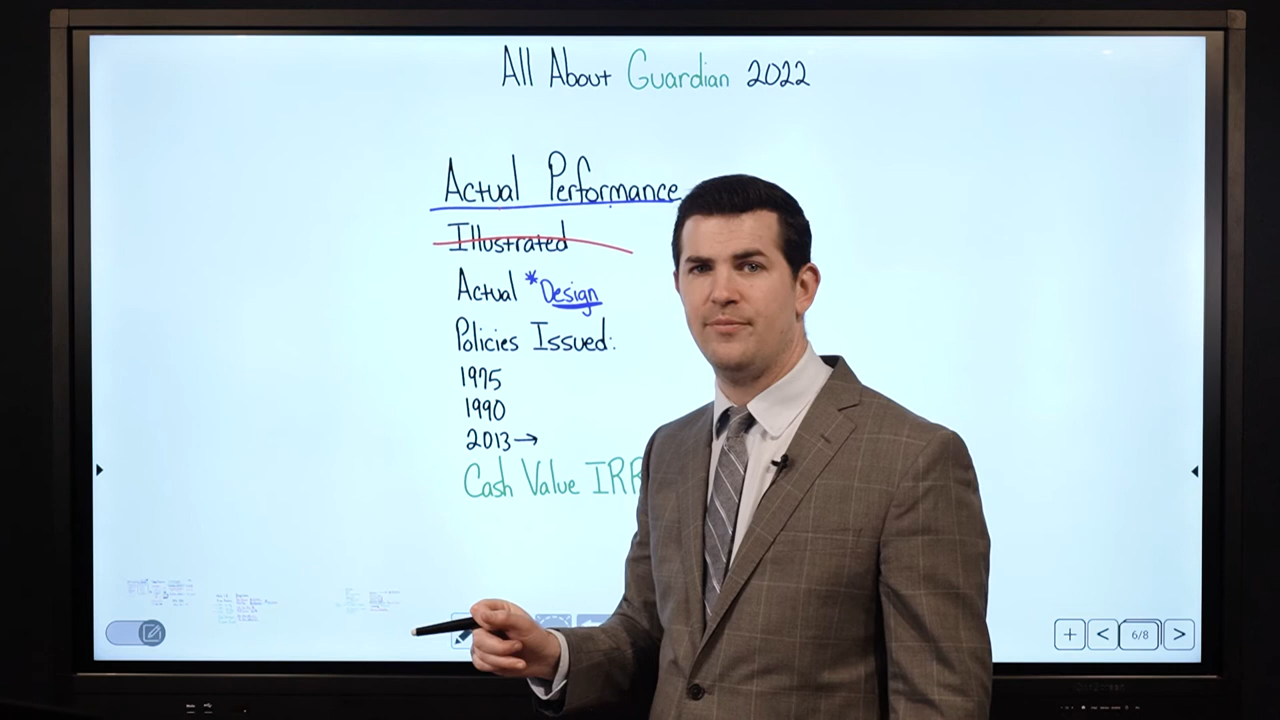 All About Guardian 2022
Actual Performance
Illustrated
Actual *Design
Policies Issued:
1975
1990
2013→
Cash Value IRR
6/8